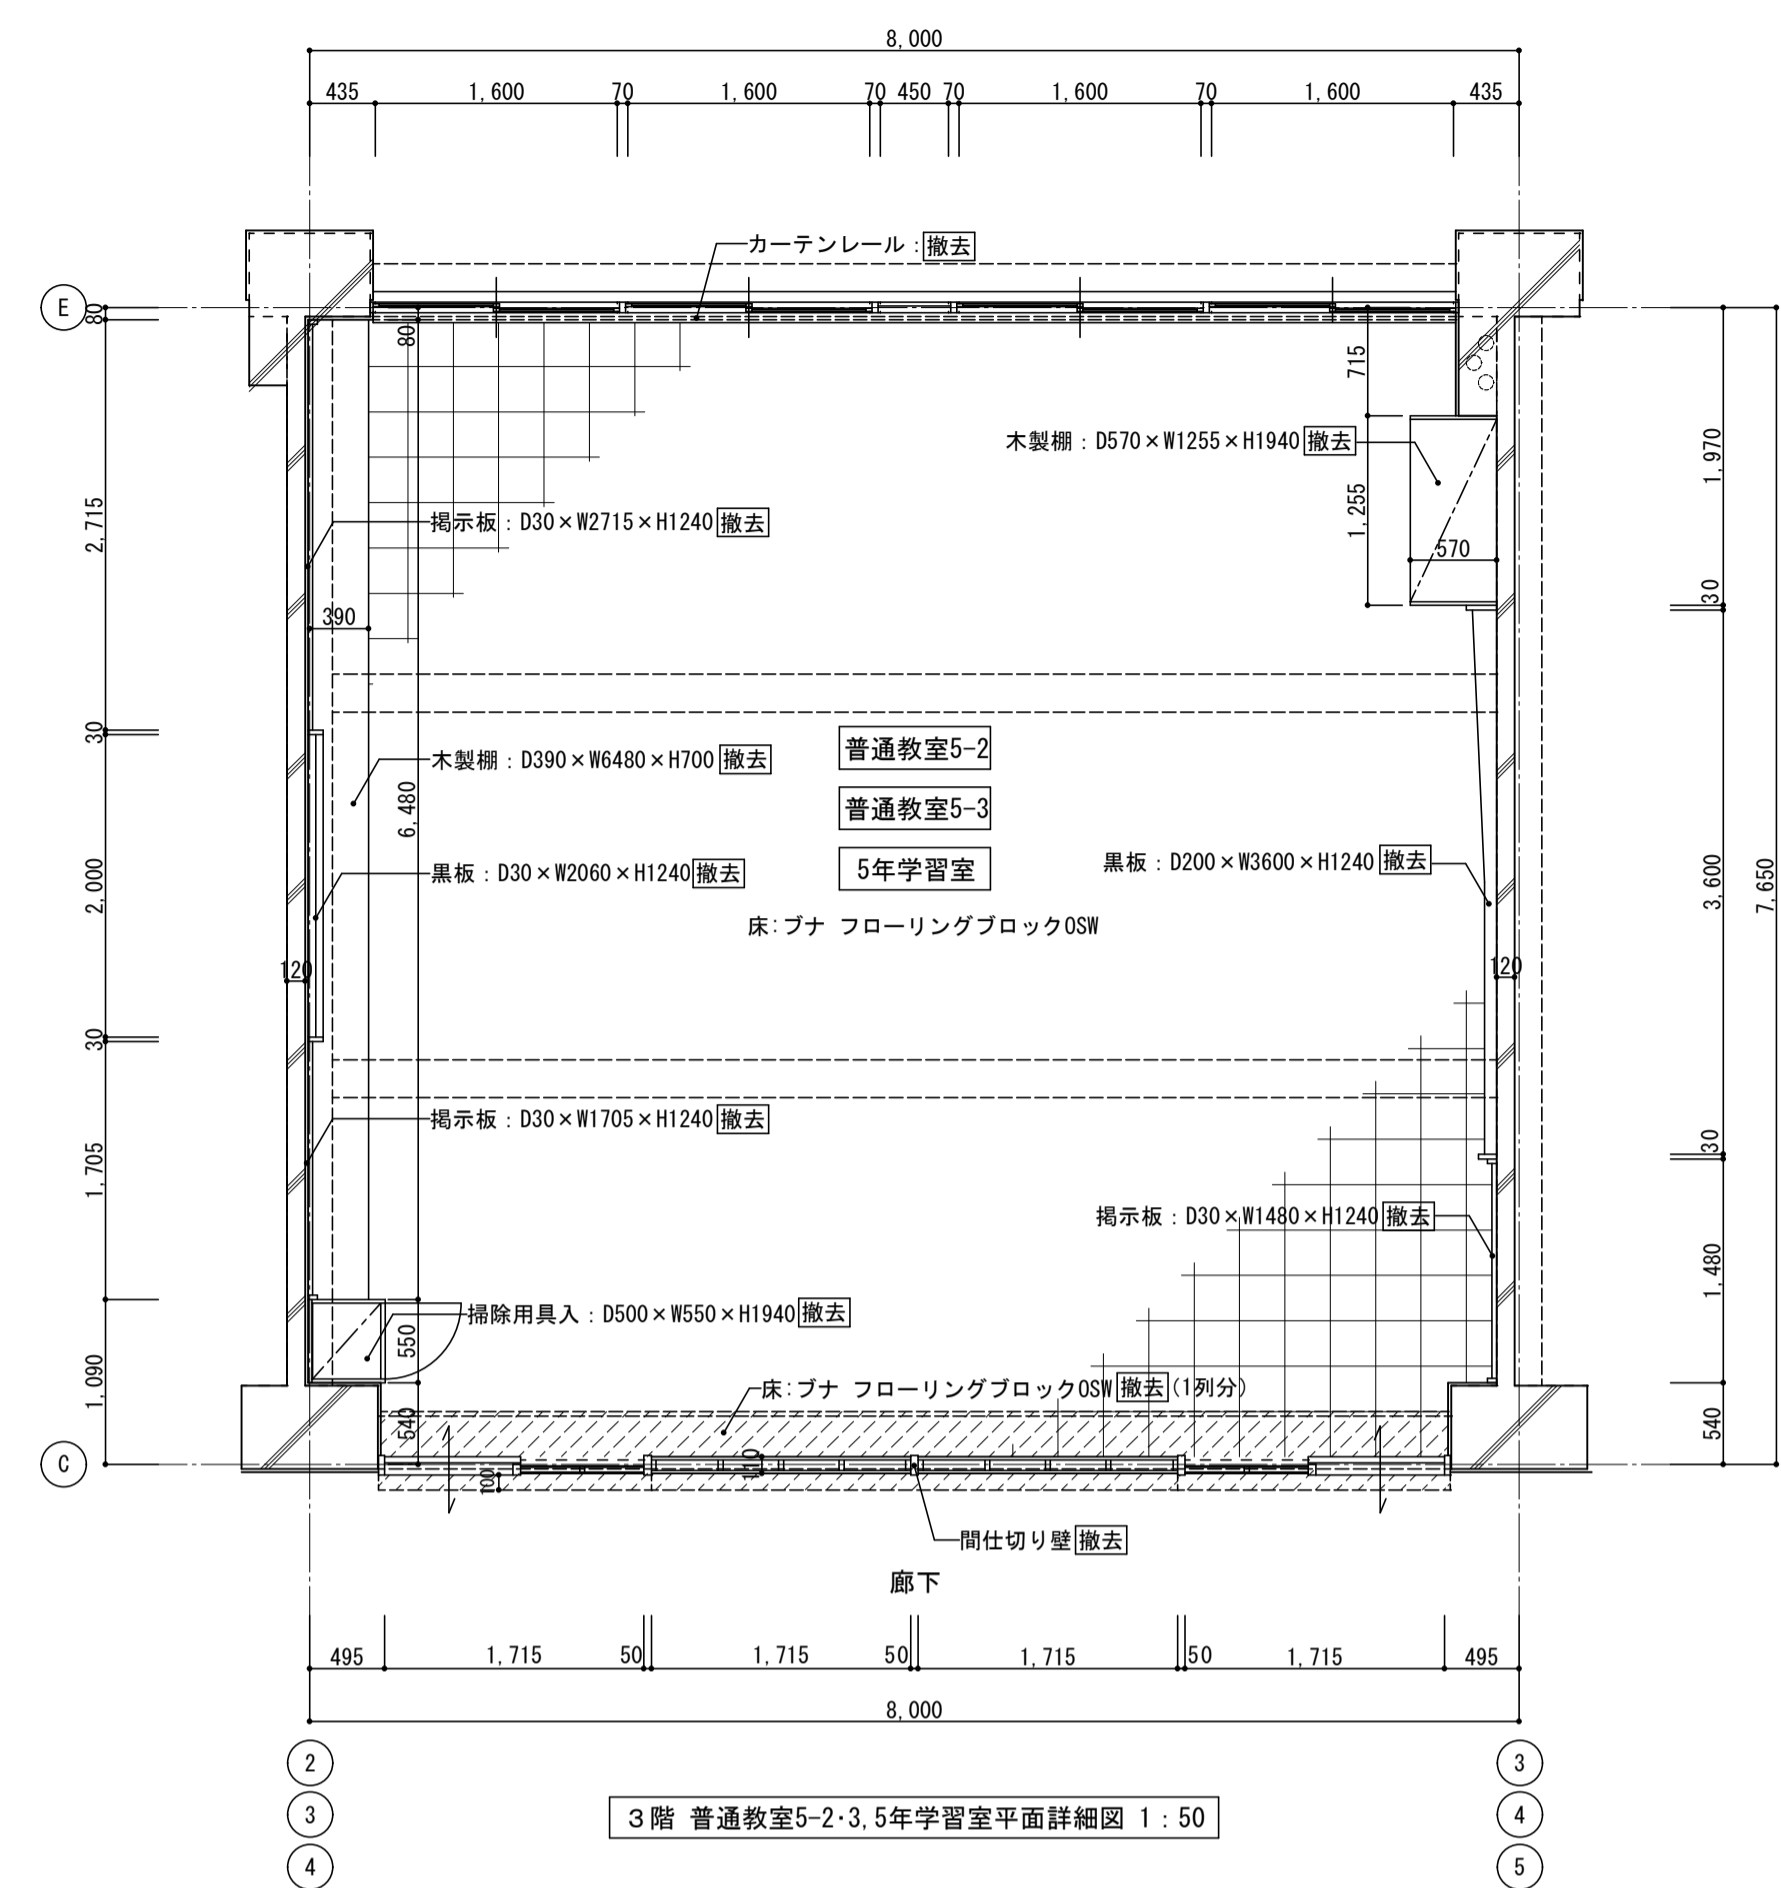 8,000
435 1,600 70 1,600 70 450 70 1,600 70 1,600 435
カーテンレール：撤去
E
80
80
715
木製棚：D570×W1255×H1940 撤去
1,970
2,715
掲示板：D30×W2715×H1240 撤去
1,255
570
30
390
30
普通教室5-2
木製棚：D390×W6480×H700 撤去
6,480
普通教室5-3
黒板：D30×W2060×H1240 撤去
5年学習室
黒板：D200×W3600×H1240 撤去
2,000
3,600
7,650
床:ブナ フローリングブロックOSW
120
120
30
掲示板：D30×W1705×H1240 撤去
30
1,705
掲示板：D30×W1480×H1240 撤去
1,480
掃除用具入：D500×W550×H1940 撤去
550
1,090
床:ブナ フローリングブロックOSW 撤去 (1列分)
540
540
C
110
100
間仕切り壁 撤去
廊下
495 1,715 50 1,715 50 1,715 50 1,715 495
8,000
2 3
3 4
3階 普通教室5-2･3,5年学習室平面詳細図 1：50
4 5